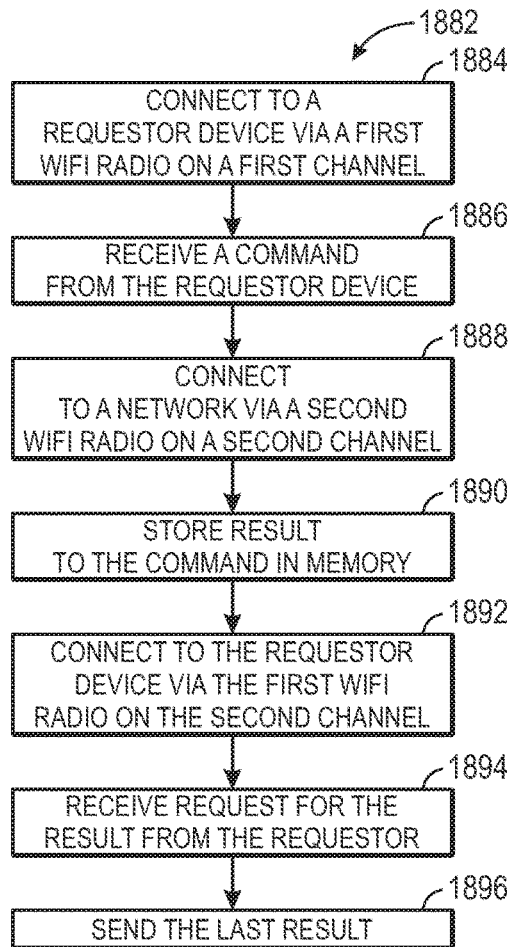 1882
1884
CONNECT TO A
REQUESTOR DEVICE VIA A FIRST
WIFI RADIO ON A FIRST CHANNEL
1886
RECEIVE A COMMAND
FROM THE REQUESTOR DEVICE
1888
CONNECT
TO A NETWORK VIA A SECOND
WIFI RADIO ON A SECOND CHANNEL
1890
STORE RESULT
TO THE COMMAND IN MEMORY
1892
CONNECT TO THE REQUESTOR
DEVICE VIA THE FIRST WIFI
RADIO ON THE SECOND CHANNEL
1894
RECEIVE REQUEST FOR THE
RESULT FROM THE REQUESTOR
1896
SEND THE LAST RESULT